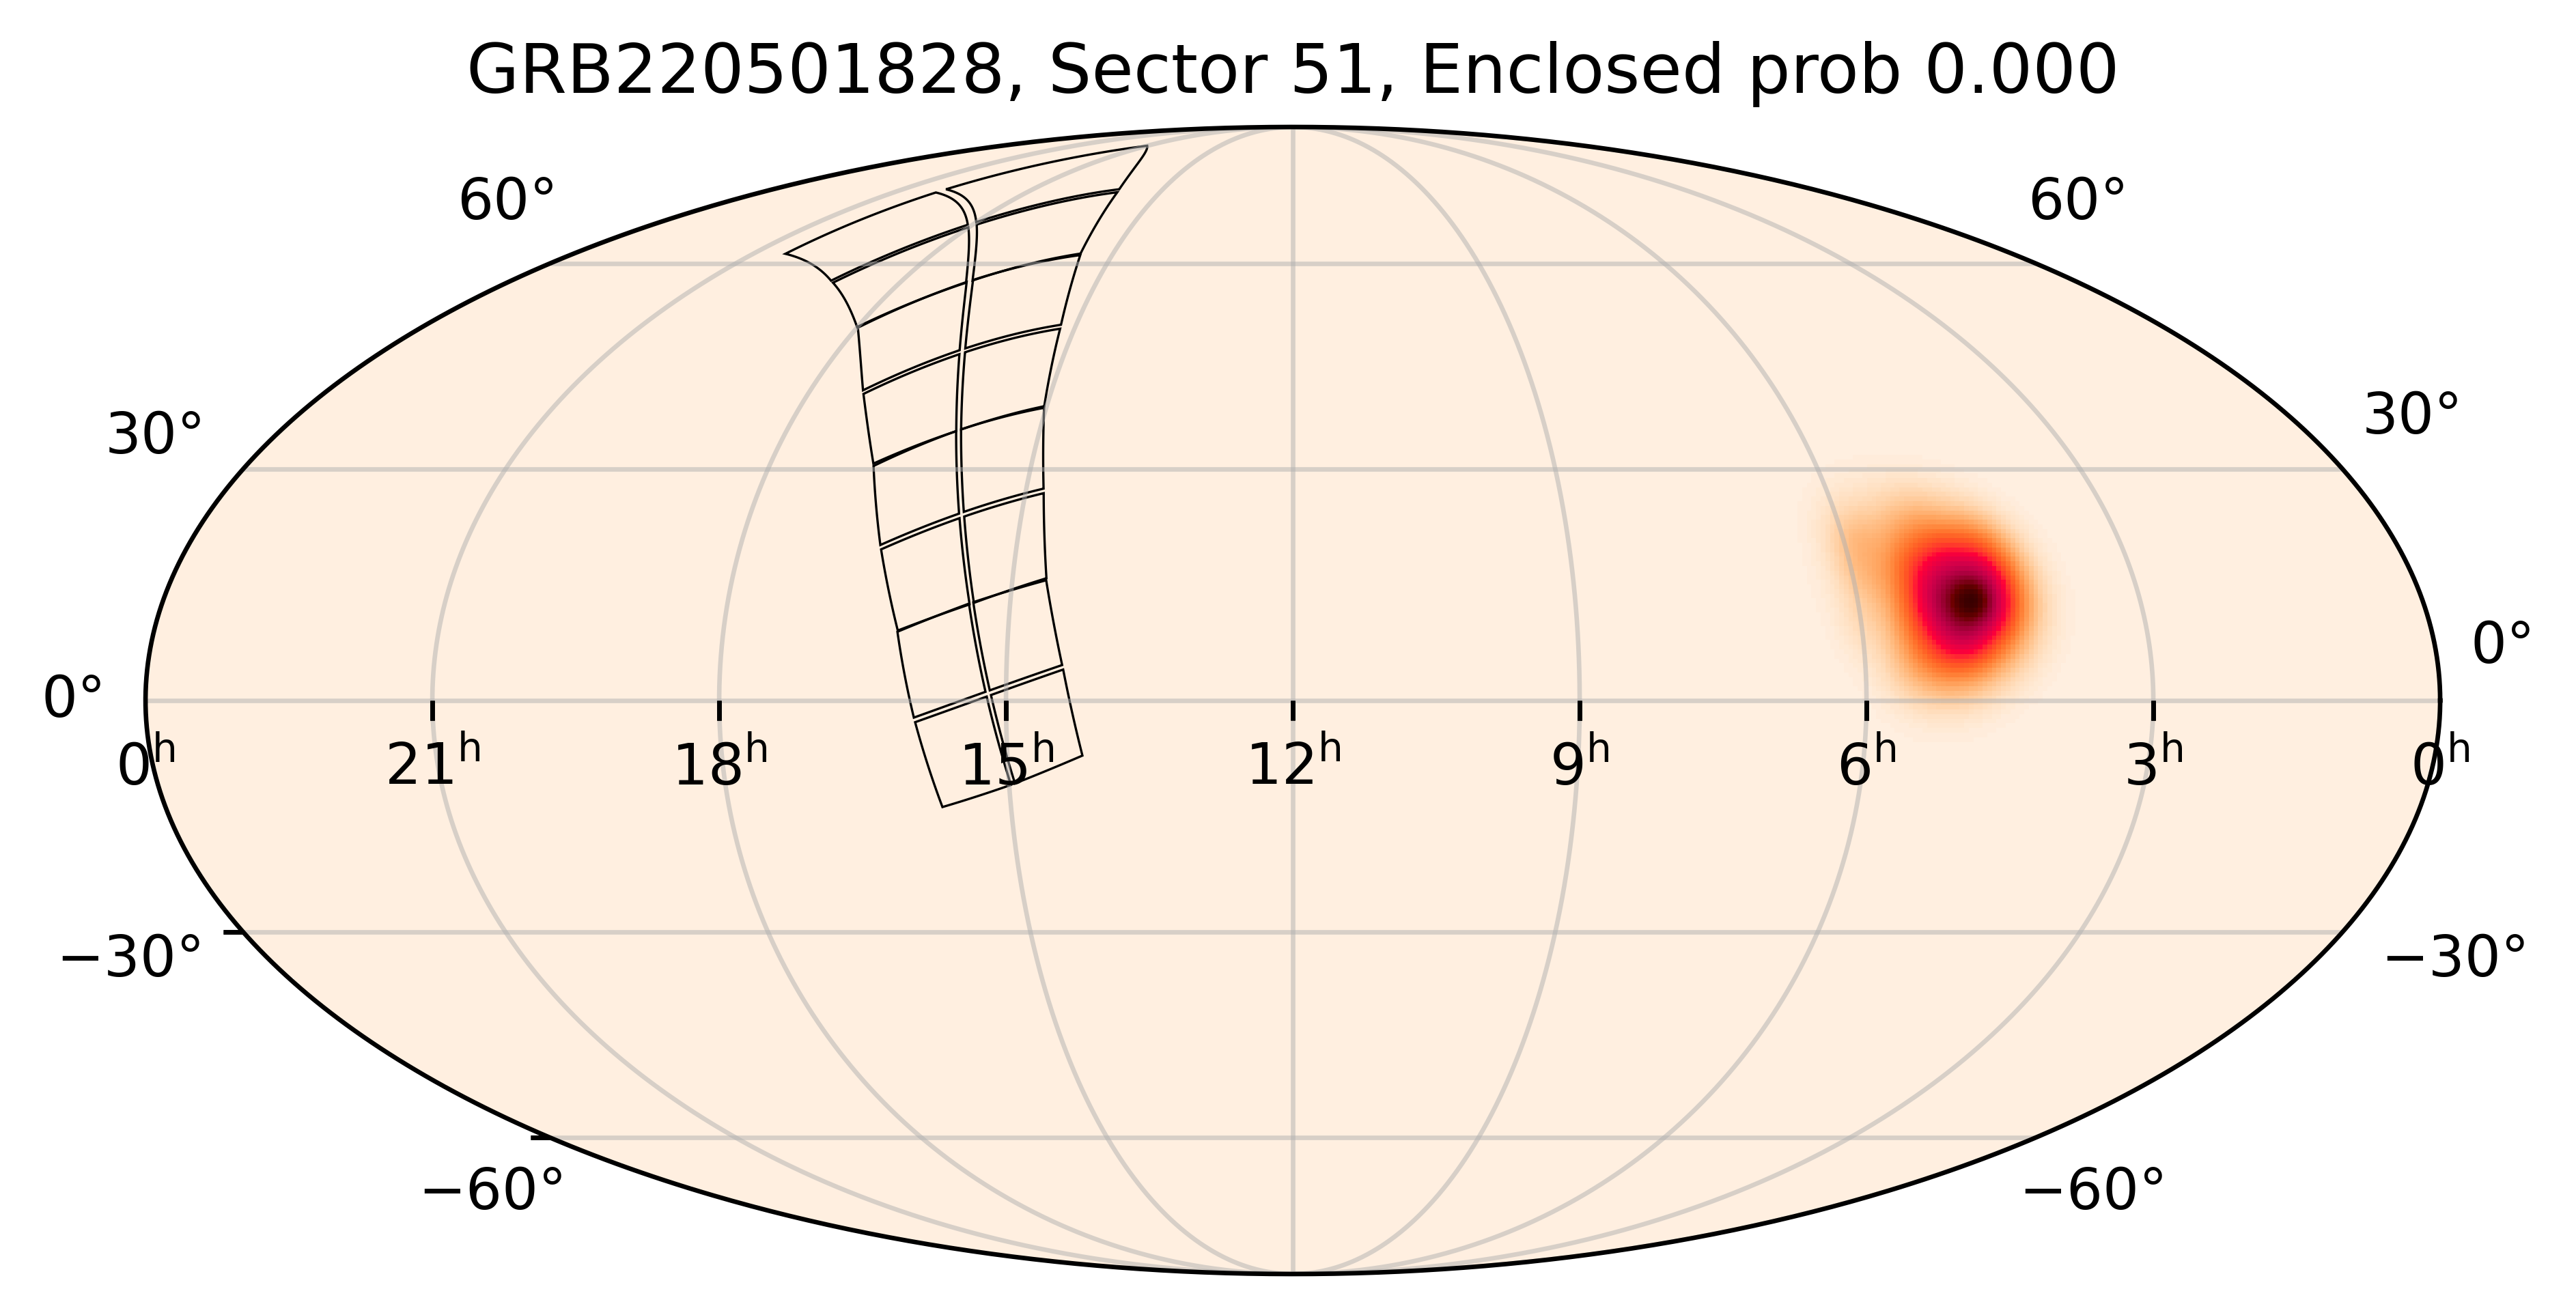 GRB220501828, Sector 51, Enclosed prob 0.000
60° 60°
30° 30°
0° 0°
0h 21h 18h 15h 12h 9h 6h 3h 0h
−30° −30°
−60° −60°